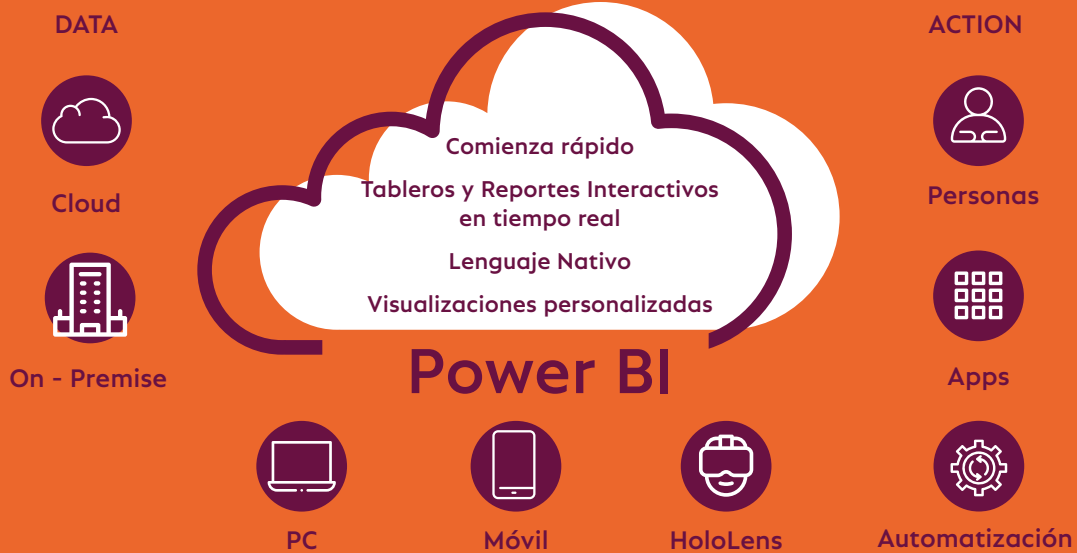 DATA
ACTION
Comienza rápido
Tableros y Reportes Interactivos
en tiempo real
Lenguaje Nativo
Visualizaciones personalizadas
Cloud
Personas
On - Premise
Power BI
Apps
PC
Móvil
HoloLens
Automatización